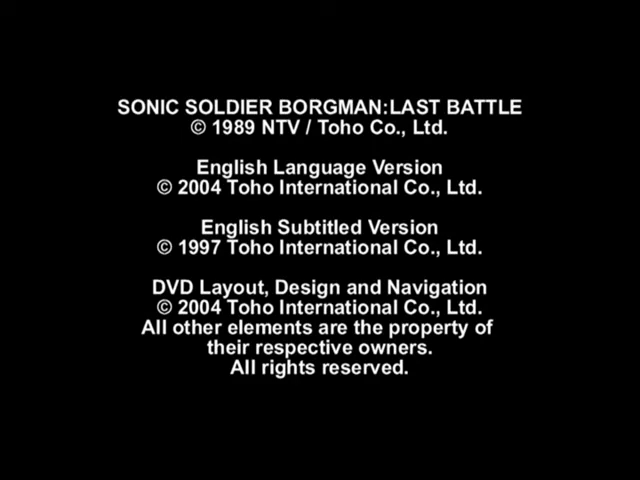 SONIC SOLDIER BORGMAN:LAST BATTLE
© 1989 NTV / Toho Co., Ltd.
English Language Version
© 2004 Toho International Co., Ltd.
English Subtitled Version
© 1997 Toho International Co., Ltd.
DVD Layout, Design and Navigation
© 2004 Toho International Co., Ltd.
All other elements are the property of
their respective owners.
All rights reserved.